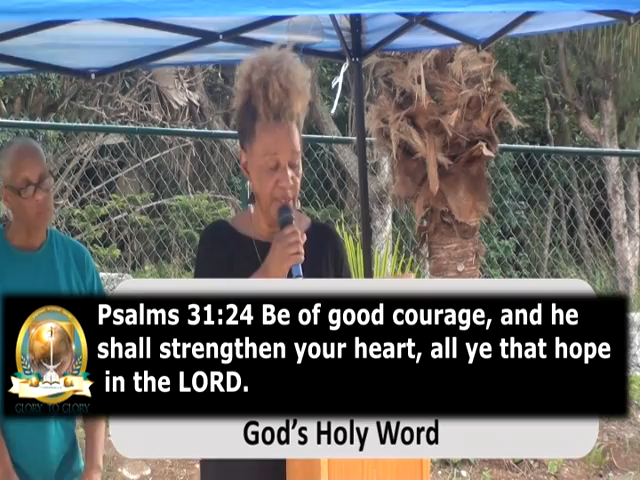 Psalms 31:24 Be of good courage, and he
shall strengthen your heart, all ye that hope
in the LORD.
GLORY TO GLORY
God's Holy Word